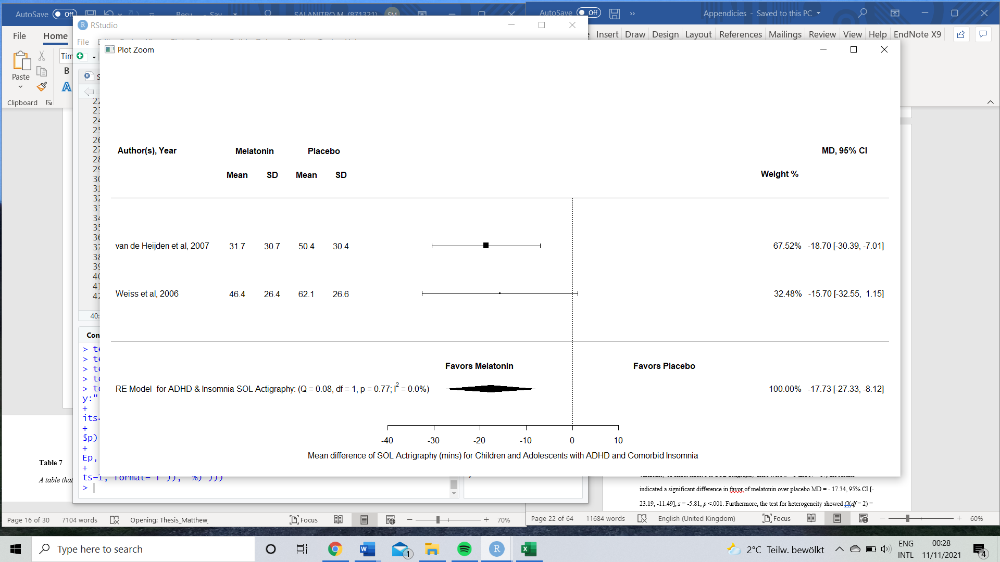 AutoSave Off
SALANITRO M. (871321) SM
AutoSave Off
Appendicies - Saved to this PC
File Home
Insert Draw Design Layout References Mailings Review View Help EndNote X9
RStudio
File
Plot Zoom
Paste
Clipboard
B
Author(s), Year Melatonin Placebo MD, 95% CI
Mean SD Mean SD Weight %
van de Heijden et al, 2007 31.7 30.7 50.4 30.4 67.52% -18.70 [-30.39, -7.01]
Weiss et al, 2006 46.4 26.4 62.1 26.6 32.48% -15.70 [-32.55, 1.15]
Favors Melatonin Favors Placebo
RE Model for ADHD & Insomnia SOL Actigraphy: (Q = 0.08, df = 1, p = 0.77; I2 = 0.0%) 100.00% -17.73 [-27.33, -8.12]
-40 -30 -20 -10 0 10
Mean difference of SOL Actrigraphy (mins) for Children and Adolescents with ADHD and Comorbid Insomnia
40:
> te
> te
> te
> te
> te
y:"
+
its=
+
$p)
+
Ep,
+
>
Table 7
A table that
indicated a significant difference in favor of melatonin over placebo MD = - 17.34, 95% CI [-
23.19, -11.49], z = -5.81, p <.001. Furthermore, the test for heterogeneity showed Q(df = 2) =
Page 16 of 30 7104 words Opening: Thesis_Matthew_ Focus 70%
Page 22 of 64 11684 words English (United Kingdom) Focus 60%
Type here to search
1
2°C Teilw. bewölkt
ENG
INTL
00:28
11/11/2021
4